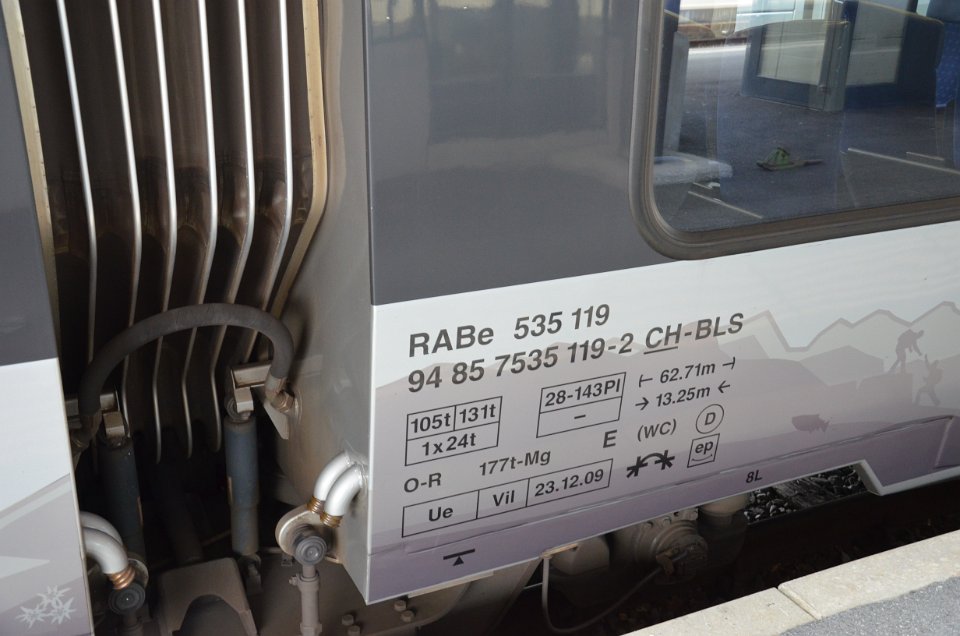 RABe 535 119
94 85 7535 119-2 CH-BLS
105t 131t
1x24t
28-143Pl
–
⊢ 62.71m ⊣
→ 13.25m ←
O-R 177t-Mg E (WC) D
ep
Ue Vil 23.12.09
8L